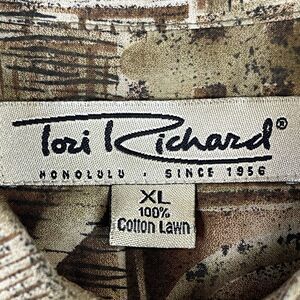 Tori Richard®
HONOLULU . SINCE 1956
XL
100%
Cotton Lawn